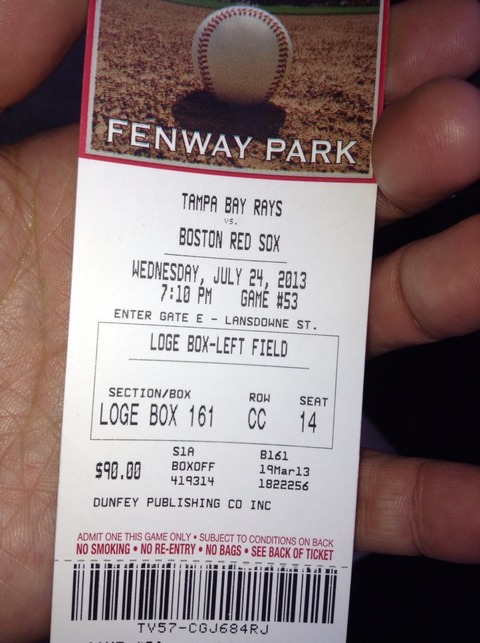 FENWAY PARK
TAMPA BAY RAYS
vs.
BOSTON RED SOX
WEDNESDAY, JULY 24, 2013
7:10 PM GAME #53
ENTER GATE E - LANSDOWNE ST.
LOGE BOX-LEFT FIELD
SECTION/BOX ROW SEAT
LOGE BOX 161 CC 14
S1A B161
$90.00 BOXOFF 19Mar13
419314 1822256
DUNFEY PUBLISHING CO INC
ADMIT ONE THIS GAME ONLY • SUBJECT TO CONDITIONS ON BACK
NO SMOKING • NO RE-ENTRY • NO BAGS • SEE BACK OF TICKET
TV57-CGJ684RJ